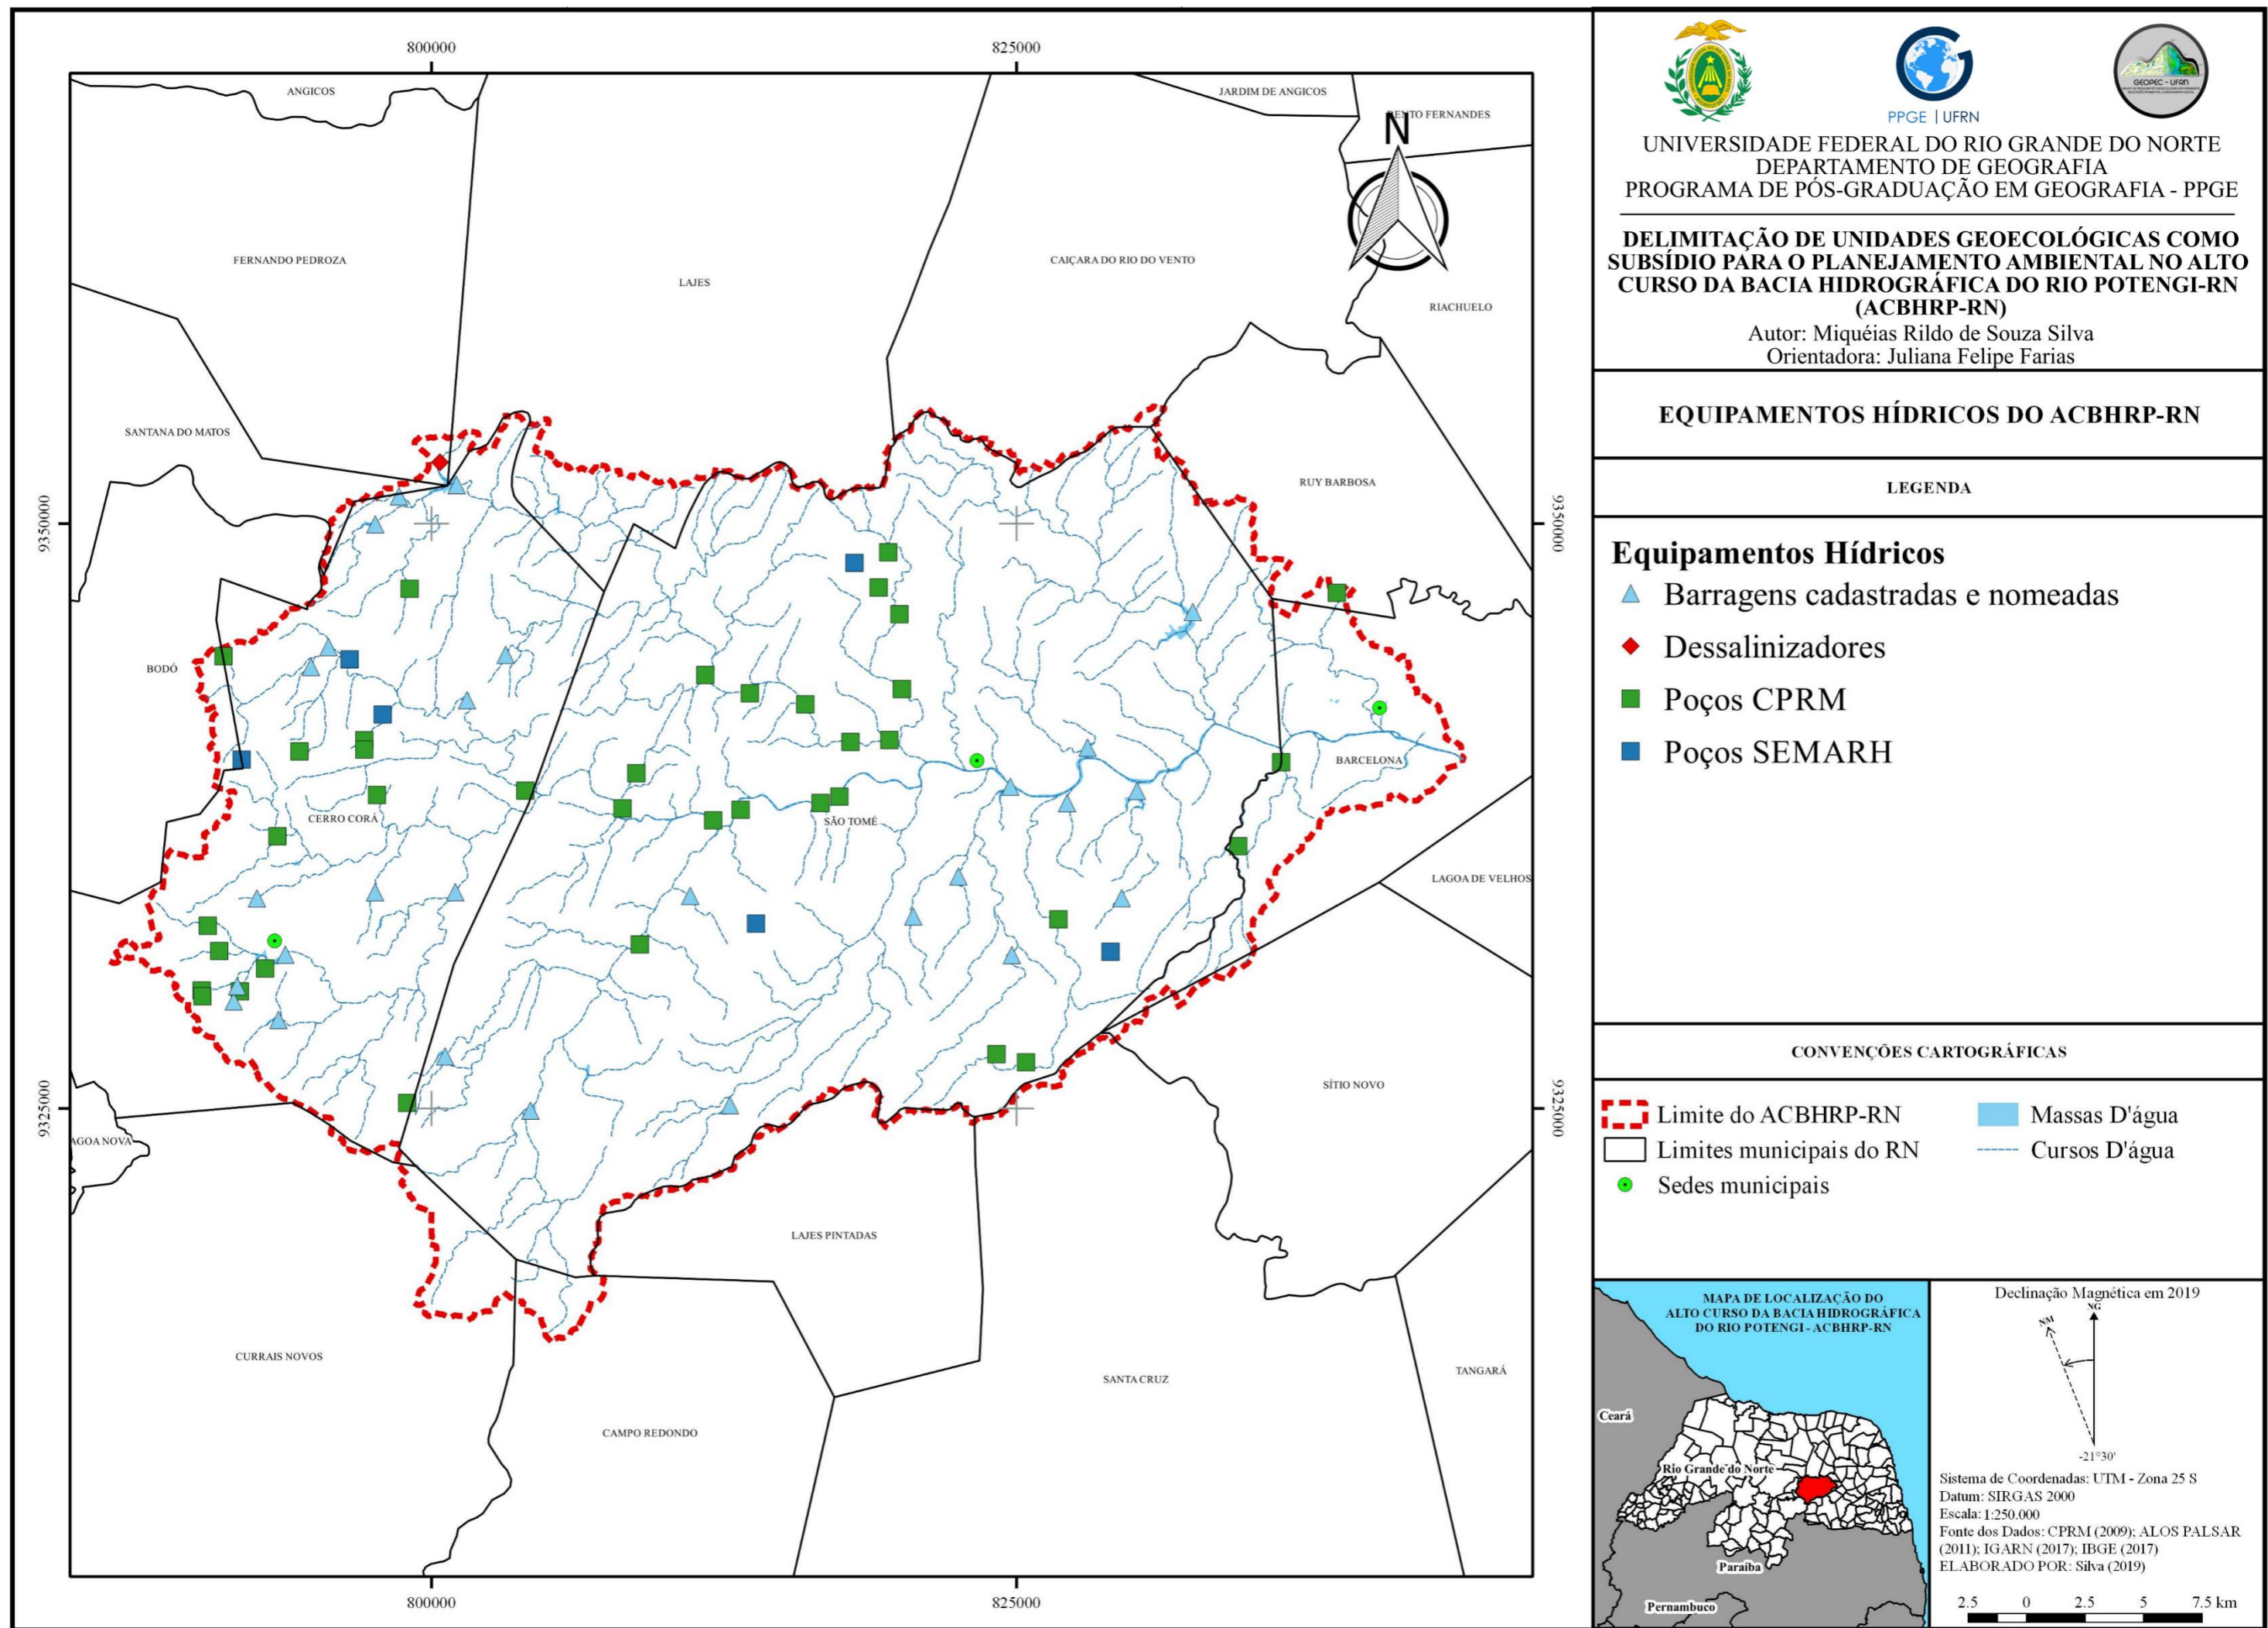 800000
825000
ANGICOS
JARDIM DE ANGICOS
BENTO FERNANDES
N
FERNANDO PEDROZA
CAIÇARA DO RIO DO VENTO
LAJES
RIACHUELO
SANTANA DO MATOS
RUY BARBOSA
9350000
9350000
BODÓ
BARCELONA
CERRO CORÁ
SÃO TOMÉ
LAGOA DE VELHOS
SÍTIO NOVO
9325000
9325000
AGOA NOVA
LAJES PINTADAS
CURRAIS NOVOS
SANTA CRUZ
TANGARÁ
CAMPO REDONDO
800000
825000
PPGE | UFRN
GEOPEC - UFRN
UNIVERSIDADE FEDERAL DO RIO GRANDE DO NORTE
DEPARTAMENTO DE GEOGRAFIA
PROGRAMA DE PÓS-GRADUAÇÃO EM GEOGRAFIA - PPGE
DELIMITAÇÃO DE UNIDADES GEOECOLÓGICAS COMO
SUBSÍDIO PARA O PLANEJAMENTO AMBIENTAL NO ALTO
CURSO DA BACIA HIDROGRÁFICA DO RIO POTENGI-RN
(ACBHRP-RN)
Autor: Miquéias Rildo de Souza Silva
Orientadora: Juliana Felipe Farias
EQUIPAMENTOS HÍDRICOS DO ACBHRP-RN
LEGENDA
Equipamentos Hídricos
Barragens cadastradas e nomeadas
Dessalinizadores
Poços CPRM
Poços SEMARH
CONVENÇÕES CARTOGRÁFICAS
Limite do ACBHRP-RN
Massas D'água
Limites municipais do RN
Cursos D'água
Sedes municipais
MAPA DE LOCALIZAÇÃO DO
ALTO CURSO DA BACIA HIDROGRÁFICA
DO RIO POTENGI - ACBHRP-RN
Ceará
Rio Grande do Norte
Paraíba
Pernambuco
Declinação Magnética em 2019
NG
NM
-21°30'
Sistema de Coordenadas: UTM - Zona 25 S
Datum: SIRGAS 2000
Escala: 1:250.000
Fonte dos Dados: CPRM (2009); ALOS PALSAR
(2011); IGARN (2017); IBGE (2017)
ELABORADO POR: Silva (2019)
2.5 0 2.5 5 7.5 km